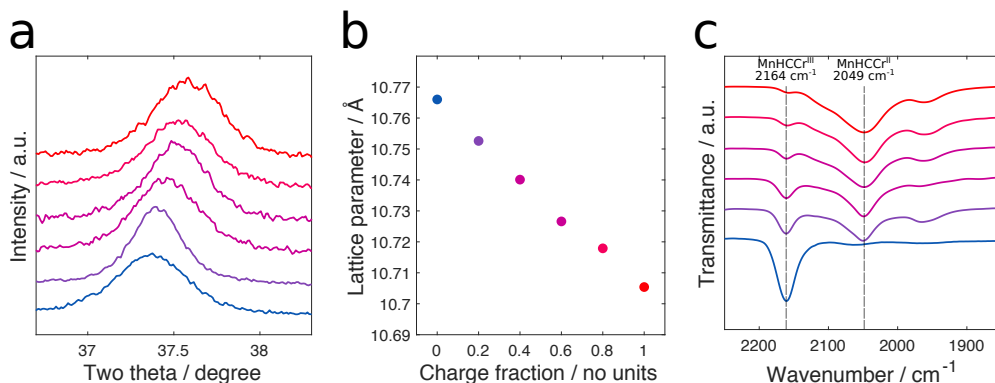 a
Intensity / a.u.
37
37.5
38
Two theta / degree
b
Lattice parameter / Å
10.77
10.76
10.75
10.74
10.73
10.72
10.71
10.7
10.69
0
0.2
0.4
0.6
0.8
1
Charge fraction / no units
c
MnHCCrᴵᴵᴵ
2164 cm⁻¹
MnHCCrᴵᴵ
2049 cm⁻¹
Transmittance / a.u.
2200
2100
2000
1900
Wavenumber / cm⁻¹